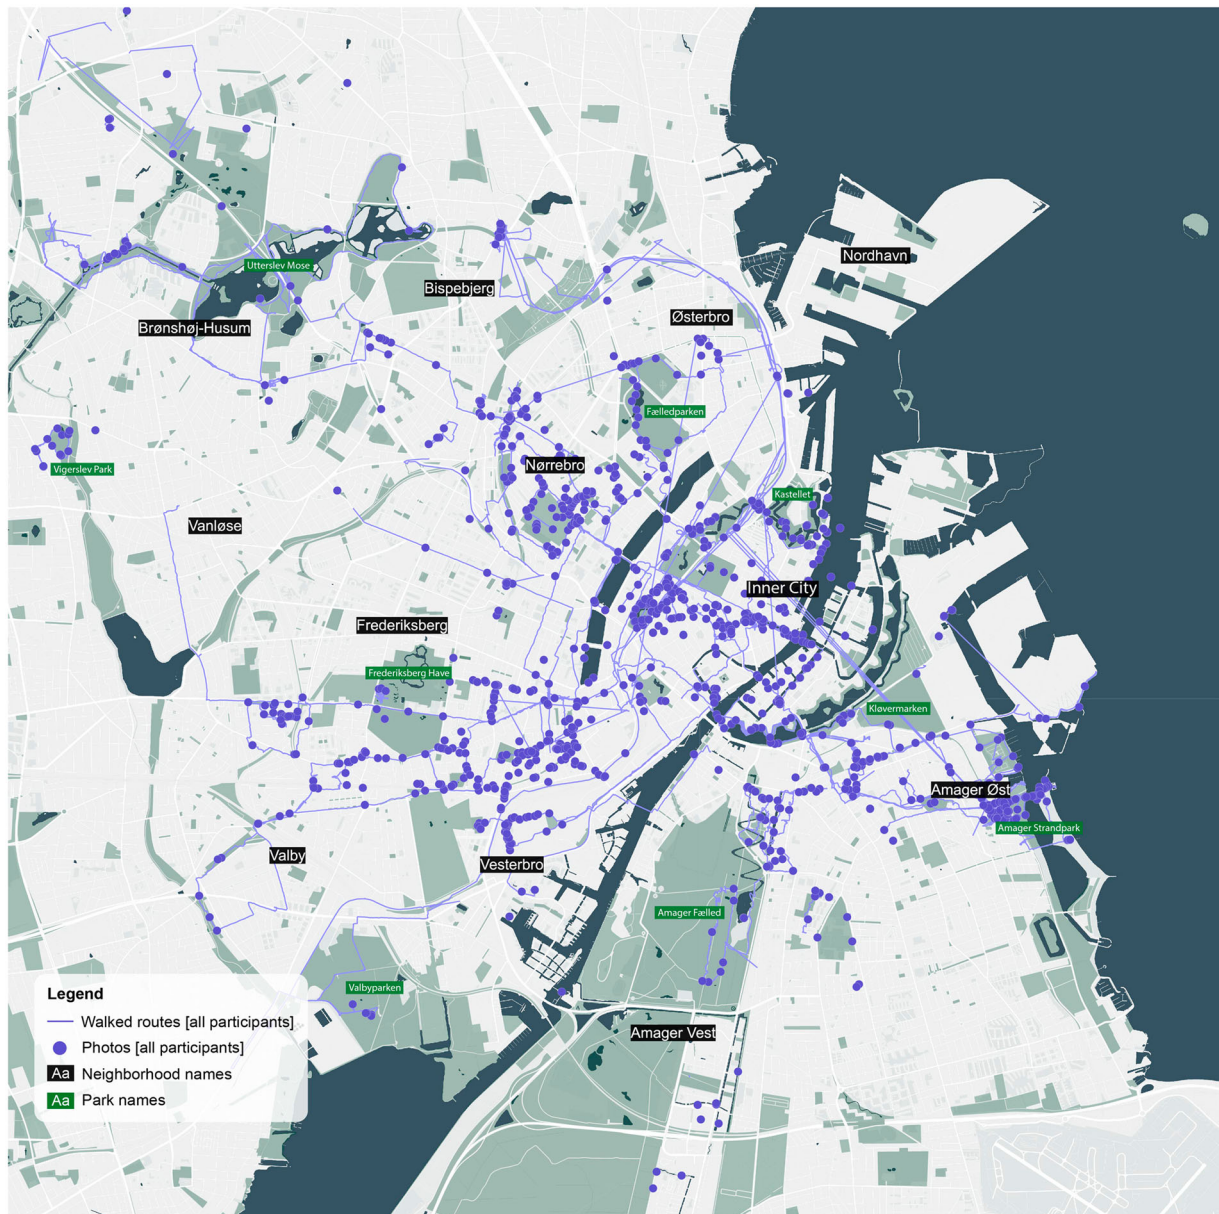 Nordhavn
Utterslev Mose
Bispebjerg
Østerbro
Brønshøj-Husum
Fælledparken
Nørrebro
Vigerslev Park
Kastellet
Vanløse
Inner City
Frederiksberg
Frederiksberg Have
Kløvermarken
Amager Øst
Amager Strandpark
Valby
Vesterbro
Amager Fælled
Valbyparken
Amager Vest
Legend
Walked routes [all participants]
Photos [all participants]
Aa Neighborhood names
Aa Park names